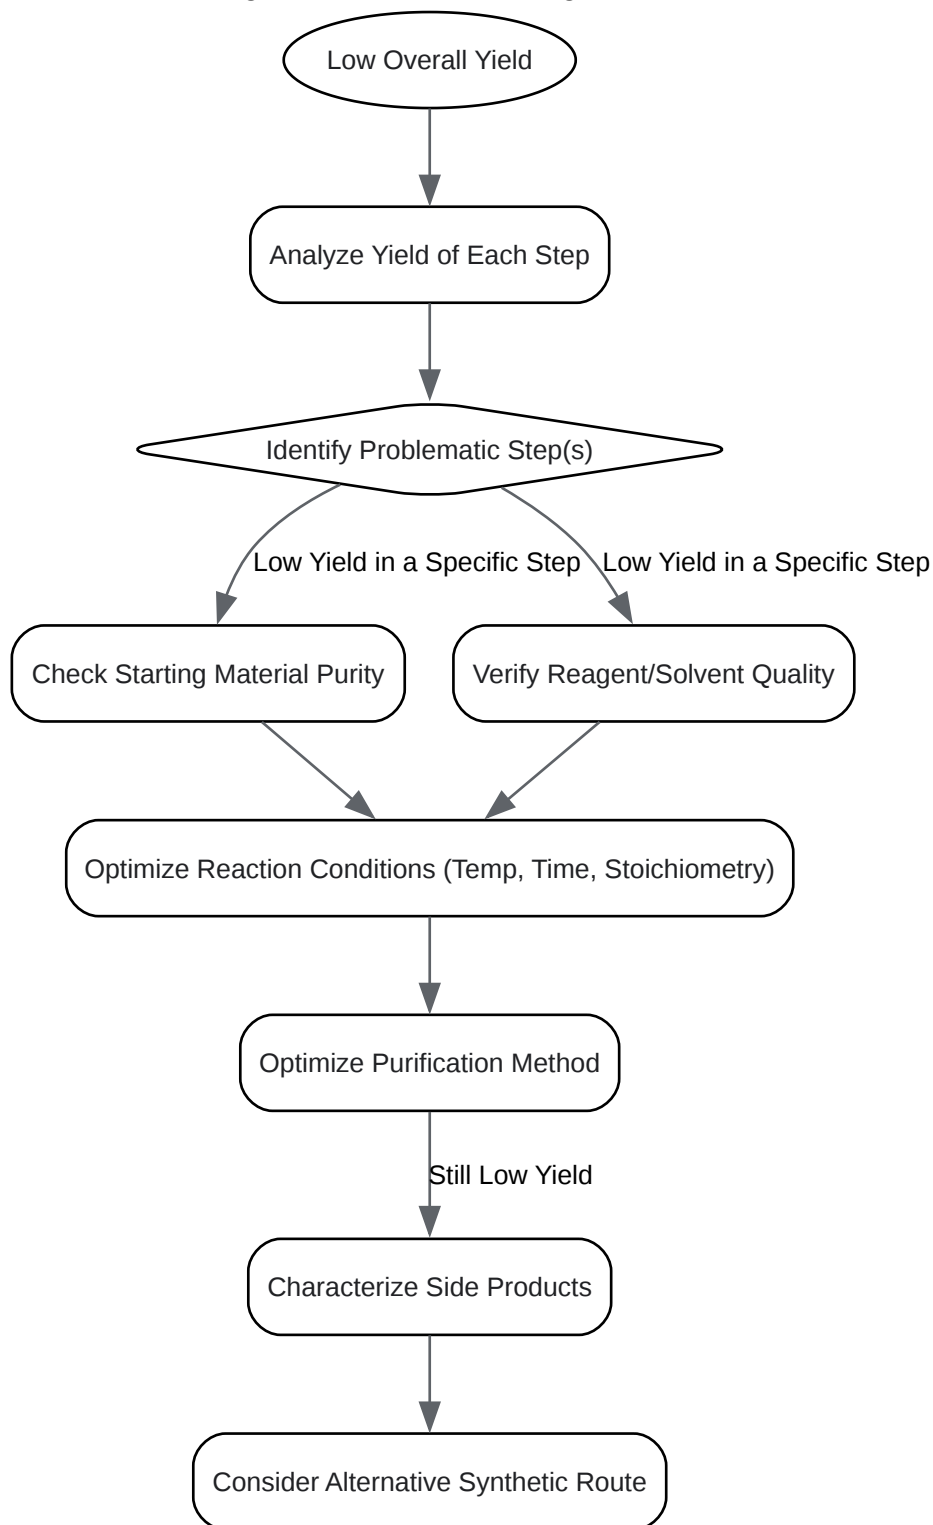 Low Overall Yield
Analyze Yield of Each Step
Identify Problematic Step(s)
Low Yield in a Specific Step
Low Yield in a Specific Step
Check Starting Material Purity
Verify Reagent/Solvent Quality
Optimize Reaction Conditions (Temp, Time, Stoichiometry)
Optimize Purification Method
Still Low Yield
Characterize Side Products
Consider Alternative Synthetic Route